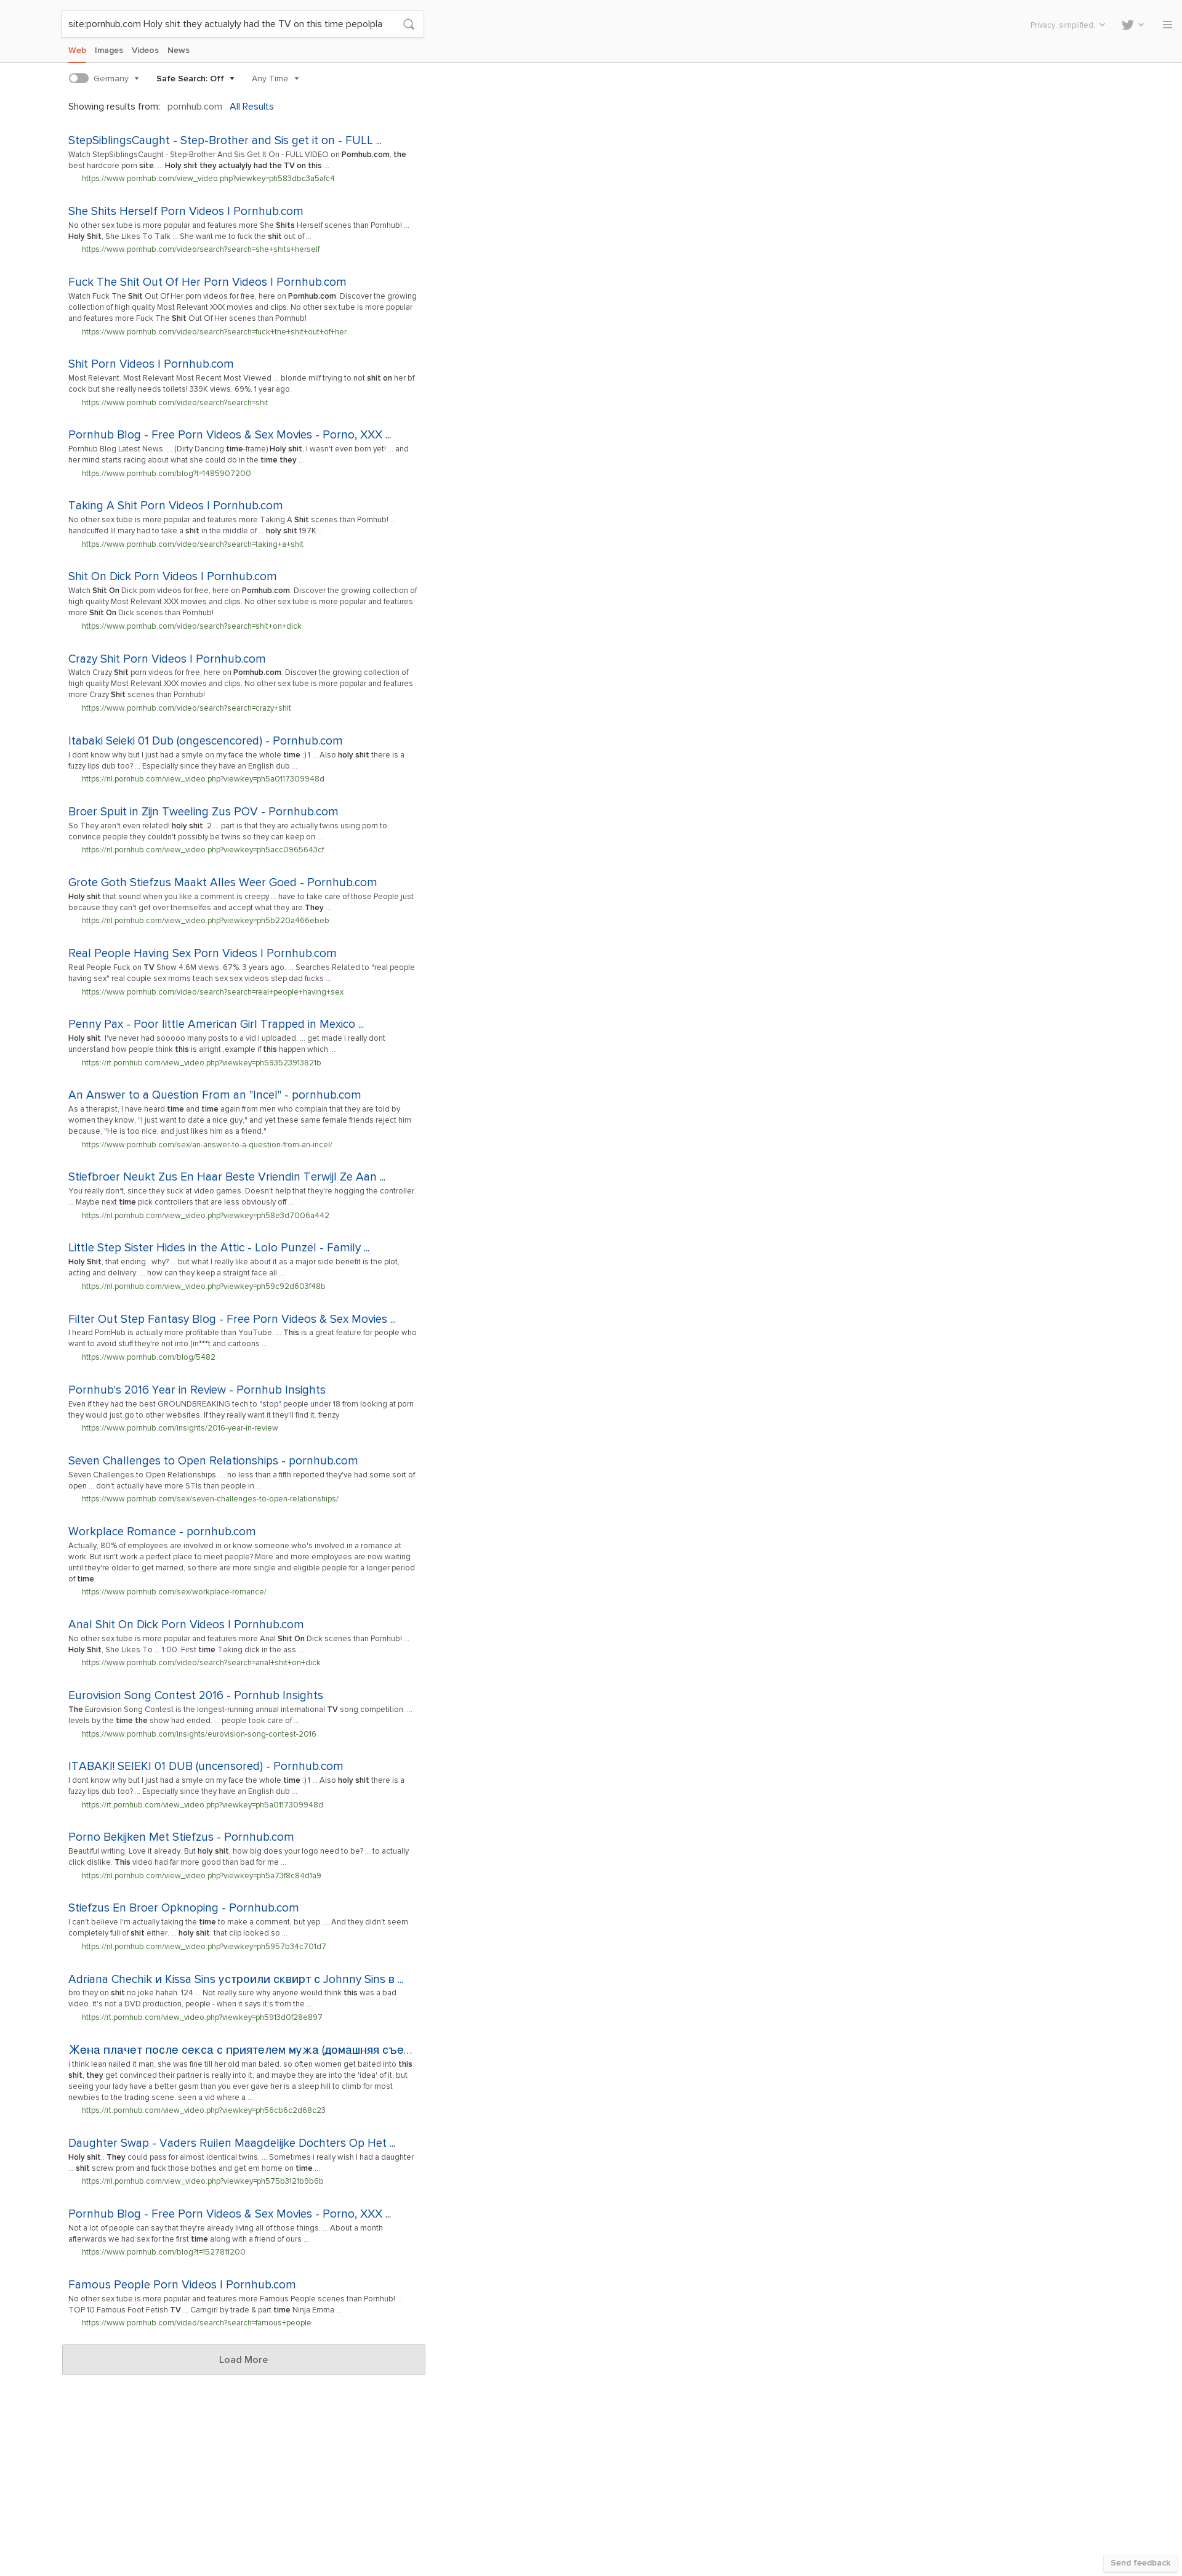 site:pornhub.com Holy shit they actualyly had the TV on this time pepolpla
Privacy, simplified.
Web Images Videos News
Germany Safe Search: Off Any Time
Showing results from: pornhub.com All Results
StepSiblingsCaught - Step-Brother and Sis get it on - FULL ...
Watch StepSiblingsCaught - Step-Brother And Sis Get It On - FULL VIDEO on Pornhub.com, the
best hardcore porn site. ... Holy shit they actualyly had the TV on this ...
https://www.pornhub.com/view_video.php?viewkey=ph583dbc3a5afc4
She Shits Herself Porn Videos | Pornhub.com
No other sex tube is more popular and features more She Shits Herself scenes than Pornhub! ...
Holy Shit, She Likes To Talk ... She want me to fuck the shit out of ...
https://www.pornhub.com/video/search?search=she+shits+herself
Fuck The Shit Out Of Her Porn Videos | Pornhub.com
Watch Fuck The Shit Out Of Her porn videos for free, here on Pornhub.com. Discover the growing
collection of high quality Most Relevant XXX movies and clips. No other sex tube is more popular
and features more Fuck The Shit Out Of Her scenes than Pornhub!
https://www.pornhub.com/video/search?search=fuck+the+shit+out+of+her
Shit Porn Videos | Pornhub.com
Most Relevant. Most Relevant Most Recent Most Viewed ... blonde milf trying to not shit on her bf
cock but she really needs toilets! 339K views. 69%. 1 year ago.
https://www.pornhub.com/video/search?search=shit
Pornhub Blog - Free Porn Videos & Sex Movies - Porno, XXX ...
Pornhub Blog Latest News. ... (Dirty Dancing time-frame) Holy shit, I wasn't even born yet! ... and
her mind starts racing about what she could do in the time they ...
https://www.pornhub.com/blog?t=1485907200
Taking A Shit Porn Videos | Pornhub.com
No other sex tube is more popular and features more Taking A Shit scenes than Pornhub! ...
handcuffed lil mary had to take a shit in the middle of ... holy shit 197K ...
https://www.pornhub.com/video/search?search=taking+a+shit
Shit On Dick Porn Videos | Pornhub.com
Watch Shit On Dick porn videos for free, here on Pornhub.com. Discover the growing collection of
high quality Most Relevant XXX movies and clips. No other sex tube is more popular and features
more Shit On Dick scenes than Pornhub!
https://www.pornhub.com/video/search?search=shit+on+dick
Crazy Shit Porn Videos | Pornhub.com
Watch Crazy Shit porn videos for free, here on Pornhub.com. Discover the growing collection of
high quality Most Relevant XXX movies and clips. No other sex tube is more popular and features
more Crazy Shit scenes than Pornhub!
https://www.pornhub.com/video/search?search=crazy+shit
Itabaki Seieki 01 Dub (ongescencored) - Pornhub.com
I dont know why but I just had a smyle on my face the whole time :) 1 ... Also holy shit there is a
fuzzy lips dub too? ... Especially since they have an English dub ...
https://nl.pornhub.com/view_video.php?viewkey=ph5a0117309948d
Broer Spuit in Zijn Tweeling Zus POV - Pornhub.com
So They aren't even related! holy shit. 2 ... part is that they are actually twins using porn to
convince people they couldn't possibly be twins so they can keep on ...
https://nl.pornhub.com/view_video.php?viewkey=ph5acc0965643cf
Grote Goth Stiefzus Maakt Alles Weer Goed - Pornhub.com
Holy shit that sound when you like a comment is creepy ... have to take care of those People just
because they can't get over themselfes and accept what they are.They ...
https://nl.pornhub.com/view_video.php?viewkey=ph5b220a466ebeb
Real People Having Sex Porn Videos | Pornhub.com
Real People Fuck on TV Show 4.6M views. 67%. 3 years ago. ... Searches Related to "real people
having sex" real couple sex moms teach sex sex videos step dad fucks ...
https://www.pornhub.com/video/search?search=real+people+having+sex
Penny Pax - Poor little American Girl Trapped in Mexico ...
Holy shit. I've never had sooooo many posts to a vid I uploaded. ... get made i really dont
understand how people think this is alright ,example if this happen which ...
https://rt.pornhub.com/view_video.php?viewkey=ph593523913821b
An Answer to a Question From an "Incel" - pornhub.com
As a therapist, I have heard time and time again from men who complain that they are told by
women they know, "I just want to date a nice guy," and yet these same female friends reject him
because, "He is too nice, and just likes him as a friend."
https://www.pornhub.com/sex/an-answer-to-a-question-from-an-incel/
Stiefbroer Neukt Zus En Haar Beste Vriendin Terwijl Ze Aan ...
You really don't, since they suck at video games. Doesn't help that they're hogging the controller.
... Maybe next time pick controllers that are less obviously off ...
https://nl.pornhub.com/view_video.php?viewkey=ph58e3d7006a442
Little Step Sister Hides in the Attic - Lolo Punzel - Family ...
Holy Shit, that ending.. why? ... but what I really like about it as a major side benefit is the plot,
acting and delivery. ... how can they keep a straight face all ...
https://nl.pornhub.com/view_video.php?viewkey=ph59c92d603f48b
Filter Out Step Fantasy Blog - Free Porn Videos & Sex Movies ...
I heard PornHub is actually more profitable than YouTube. ... This is a great feature for people who
want to avoid stuff they're not into (in***t and cartoons ...
https://www.pornhub.com/blog/5482
Pornhub's 2016 Year in Review - Pornhub Insights
Even if they had the best GROUNDBREAKING tech to "stop" people under 18 from looking at porn
they would just go to other websites. If they really want it they'll find it. frenzy
https://www.pornhub.com/insights/2016-year-in-review
Seven Challenges to Open Relationships - pornhub.com
Seven Challenges to Open Relationships. ... no less than a fifth reported they've had some sort of
open ... don't actually have more STIs than people in ...
https://www.pornhub.com/sex/seven-challenges-to-open-relationships/
Workplace Romance - pornhub.com
Actually, 80% of employees are involved in or know someone who's involved in a romance at
work. But isn't work a perfect place to meet people? More and more employees are now waiting
until they're older to get married, so there are more single and eligible people for a longer period
of time.
https://www.pornhub.com/sex/workplace-romance/
Anal Shit On Dick Porn Videos | Pornhub.com
No other sex tube is more popular and features more Anal Shit On Dick scenes than Pornhub! ...
Holy Shit, She Likes To ... 1:00. First time Taking dick in the ass ...
https://www.pornhub.com/video/search?search=anal+shit+on+dick
Eurovision Song Contest 2016 - Pornhub Insights
The Eurovision Song Contest is the longest-running annual international TV song competition. ...
levels by the time the show had ended. ... people took care of ...
https://www.pornhub.com/insights/eurovision-song-contest-2016
ITABAKI! SEIEKI 01 DUB (uncensored) - Pornhub.com
I dont know why but I just had a smyle on my face the whole time :) 1 ... Also holy shit there is a
fuzzy lips dub too? ... Especially since they have an English dub ...
https://rt.pornhub.com/view_video.php?viewkey=ph5a0117309948d
Porno Bekijken Met Stiefzus - Pornhub.com
Beautiful writing. Love it already. But holy shit, how big does your logo need to be? ... to actually
click dislike. This video had far more good than bad for me ...
https://nl.pornhub.com/view_video.php?viewkey=ph5a73f8c84d1a9
Stiefzus En Broer Opknoping - Pornhub.com
I can't believe I'm actually taking the time to make a comment, but yep. ... And they didn't seem
completely full of shit either. ... holy shit. that clip looked so ...
https://nl.pornhub.com/view_video.php?viewkey=ph5957b34c701d7
Adriana Chechik и Kissa Sins устроили сквирт с Johnny Sins в ...
bro they on shit no joke hahah. 124 ... Not really sure why anyone would think this was a bad
video. It's not a DVD production, people - when it says it's from the ...
https://rt.pornhub.com/view_video.php?viewkey=ph5913d0f28e897
Жена плачет после секса с приятелем мужа (домашняя съе...
i think lean nailed it man, she was fine till her old man baled. so often women get baited into this
shit, they get convinced their partner is really into it, and maybe they are into the 'idea' of it, but
seeing your lady have a better gasm than you ever gave her is a steep hill to climb for most
newbies to the trading scene. seen a vid where a ...
https://rt.pornhub.com/view_video.php?viewkey=ph56cb6c2d68c23
Daughter Swap - Vaders Ruilen Maagdelijke Dochters Op Het ...
Holy shit.. They could pass for almost identical twins. ... Sometimes i really wish I had a daughter
... shit screw prom and fuck those bothes and get em home on time ...
https://nl.pornhub.com/view_video.php?viewkey=ph575b3121b9b6b
Pornhub Blog - Free Porn Videos & Sex Movies - Porno, XXX ...
Not a lot of people can say that they're already living all of those things. ... About a month
afterwards we had sex for the first time along with a friend of ours ...
https://www.pornhub.com/blog?t=1527811200
Famous People Porn Videos | Pornhub.com
No other sex tube is more popular and features more Famous People scenes than Pornhub! ...
TOP 10 Famous Foot Fetish TV ... Camgirl by trade & part time Ninja Emma ...
https://www.pornhub.com/video/search?search=famous+people
Load More
Send feedback